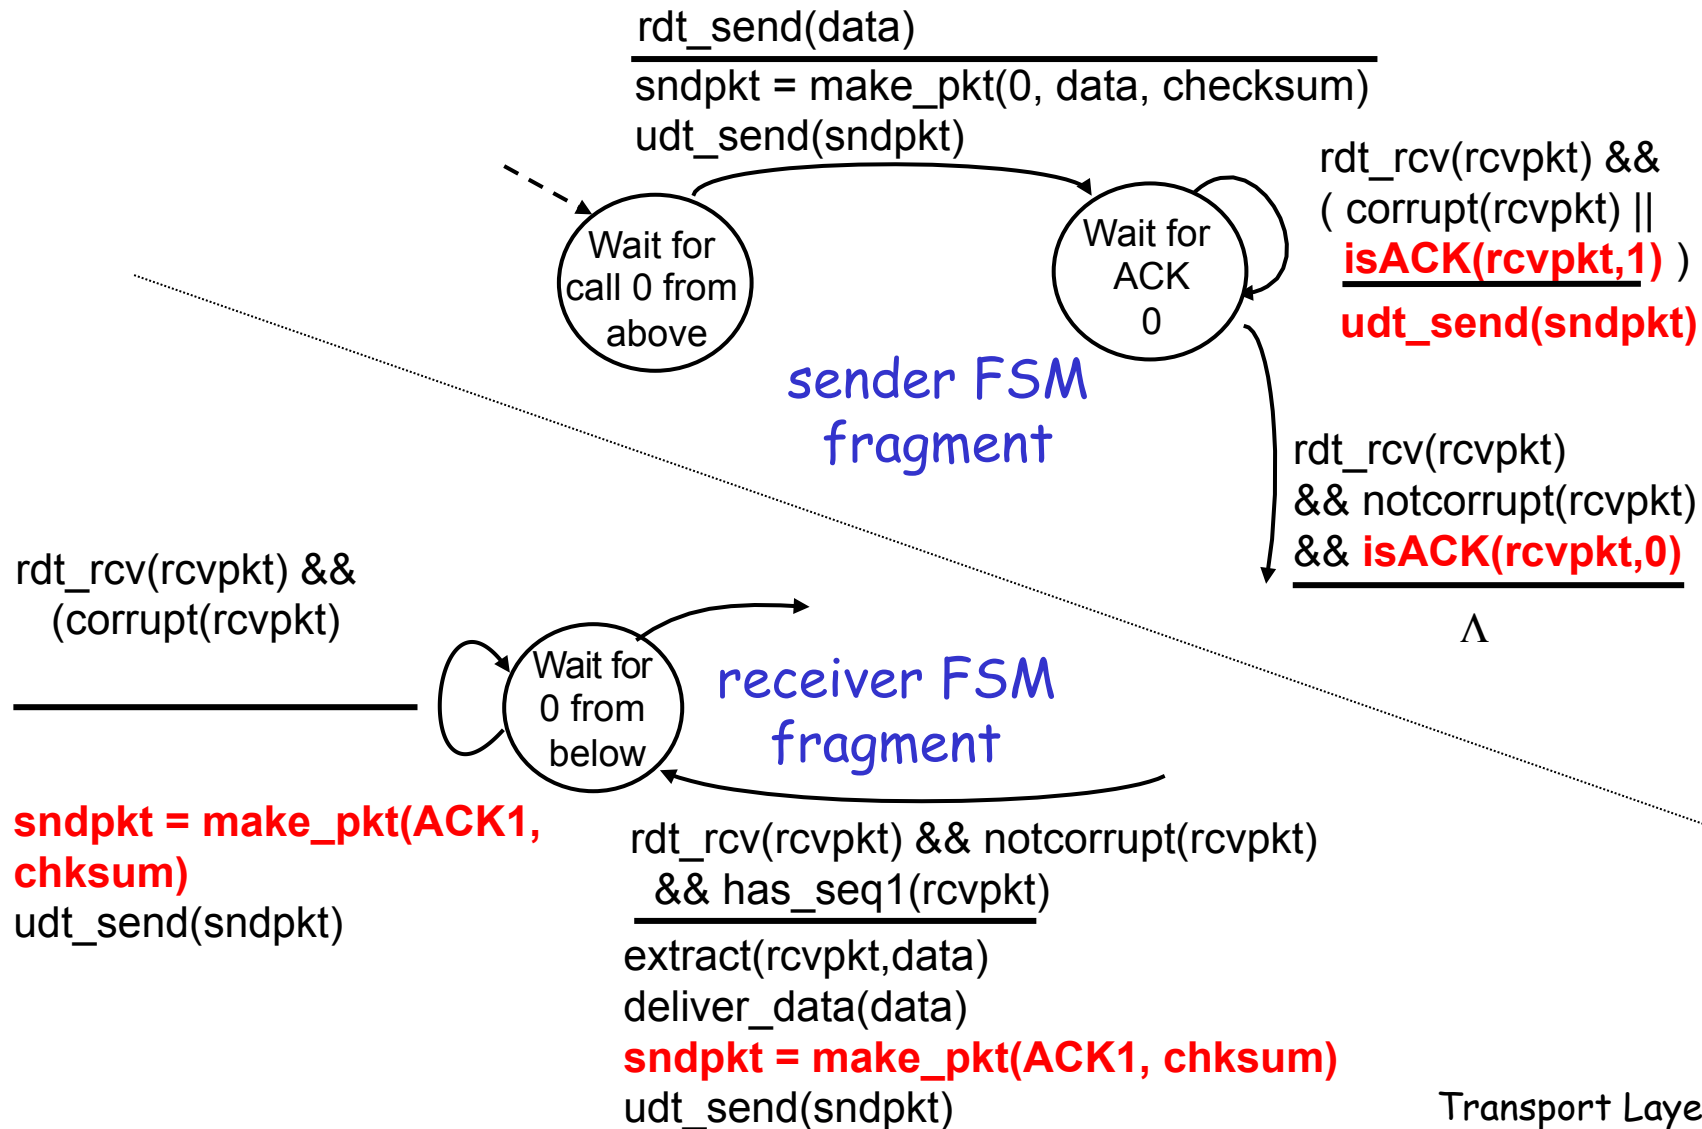 rdt_send(data)
sndpkt = make_pkt(0, data, checksum)
udt_send(sndpkt)
Wait for
call 0 from
above
Wait for
ACK
0
rdt_rcv(rcvpkt) &&
( corrupt(rcvpkt) ||
isACK(rcvpkt,1) )
udt_send(sndpkt)
sender FSM
fragment
rdt_rcv(rcvpkt)
&& notcorrupt(rcvpkt)
&& isACK(rcvpkt,0)
Λ
rdt_rcv(rcvpkt) &&
(corrupt(rcvpkt)
sndpkt = make_pkt(ACK1,
chksum)
udt_send(sndpkt)
Wait for
0 from
below
receiver FSM
fragment
rdt_rcv(rcvpkt) && notcorrupt(rcvpkt)
&& has_seq1(rcvpkt)
extract(rcvpkt,data)
deliver_data(data)
sndpkt = make_pkt(ACK1, chksum)
udt_send(sndpkt)
Transport Laye